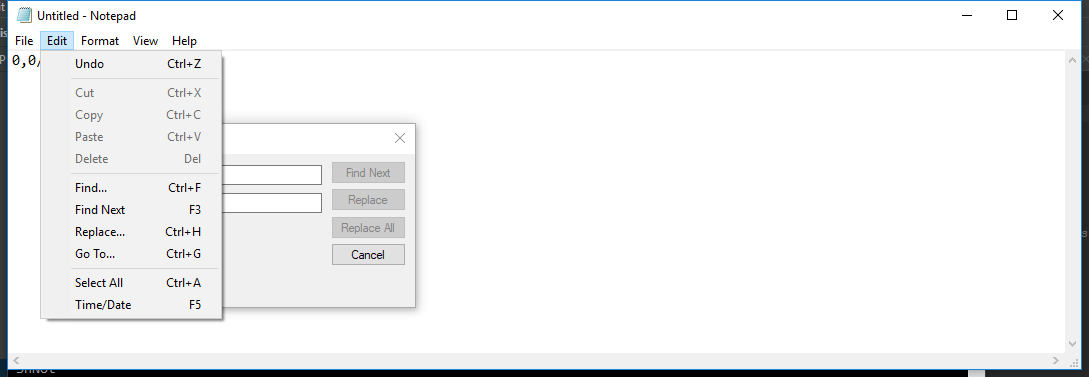 Untitled - Notepad
File Edit Format View Help
0,0/
Undo Ctrl+Z
Cut Ctrl+X
Copy Ctrl+C
Paste Ctrl+V
Delete Del
Find... Ctrl+F
Find Next F3
Replace... Ctrl+H
Go To... Ctrl+G
Select All Ctrl+A
Time/Date F5
Find Next
Replace
Replace All
Cancel